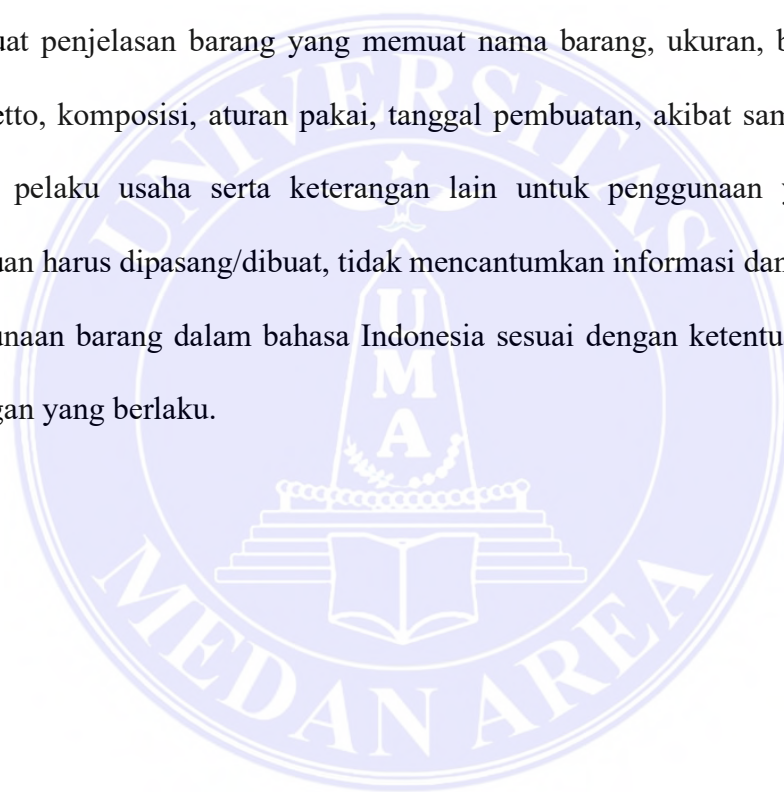 uat penjelasan barang yang memuat nama barang, ukuran, b
etto, komposisi, aturan pakai, tanggal pembuatan, akibat sam
pelaku usaha serta keterangan lain untuk penggunaan y
uan harus dipasang/dibuat, tidak mencantumkan informasi dan
unaan barang dalam bahasa Indonesia sesuai dengan ketentu
gan yang berlaku.
UNIVERSITAS
U
M
A
MEDAN AREA